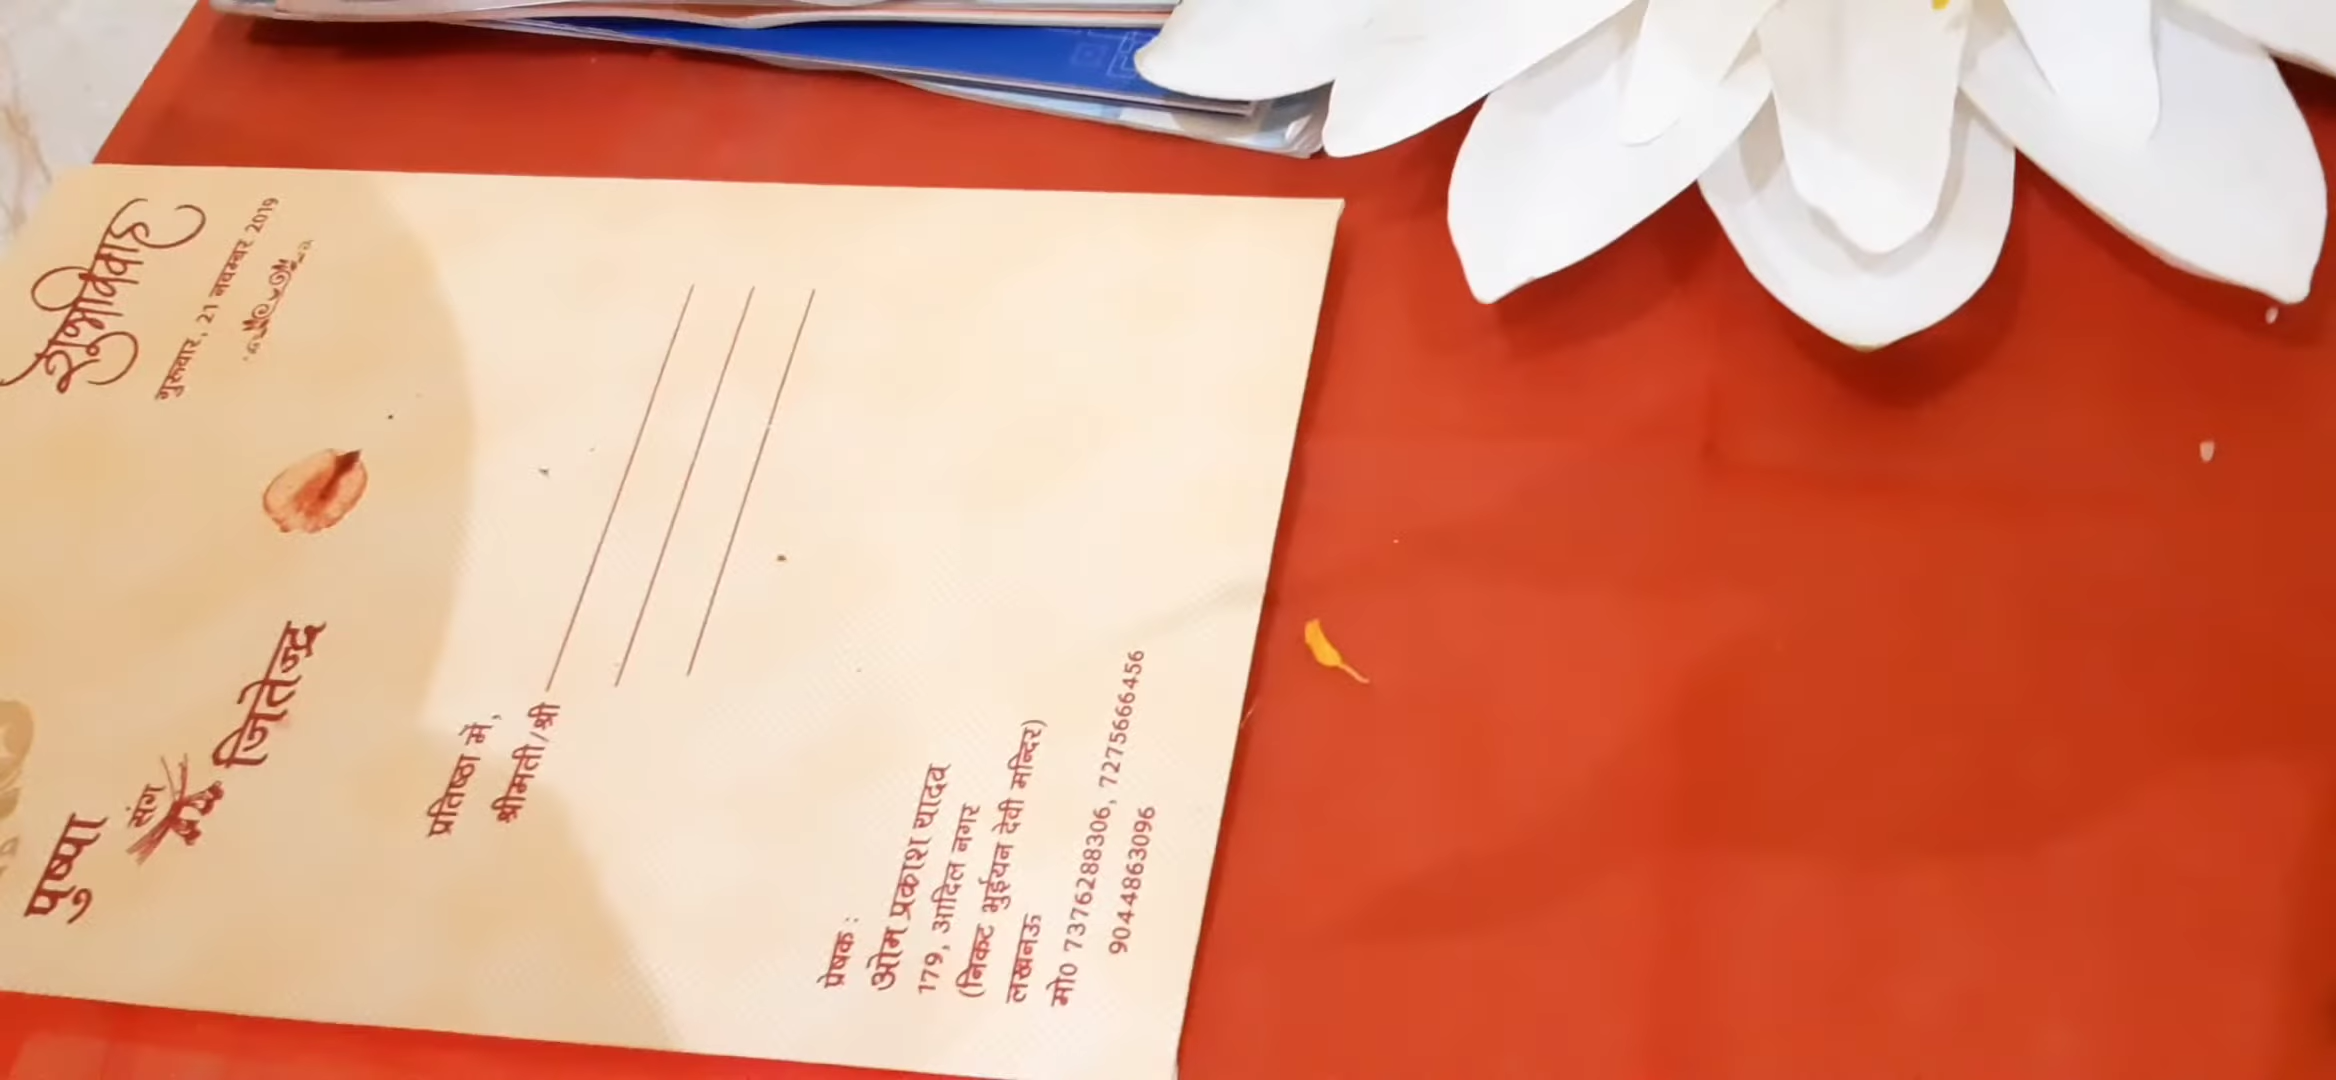 शुभविवाह
गुरूवार, 21 नवम्बर 2019
पुष्पा
संग
जितेन्द्र
प्रतिष्ठा में,
श्रीमती/श्री
प्रेषक :
ओम प्रकाश यादव
179, आदिल नगर
(निकट भुईयन देवी मन्दिर)
लखनऊ
मो0 7376288306, 7275666456
9044863096